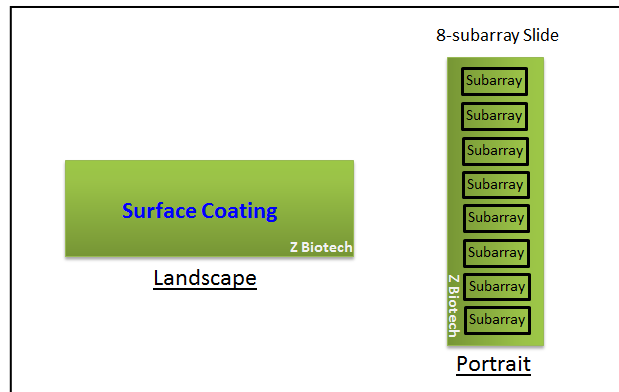 8-subarray Slide
Subarray
Subarray
Subarray
Subarray
Subarray
Subarray
Subarray
Subarray
Z Biotech
Portrait
Surface Coating
Z Biotech
Landscape